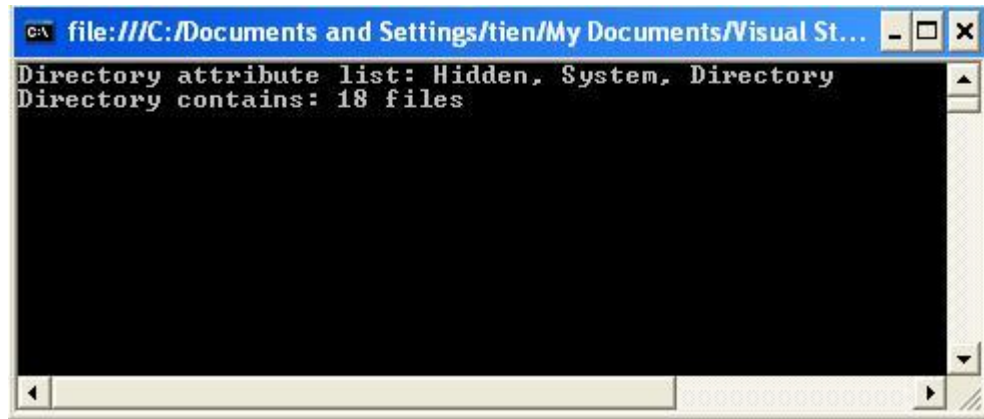 file:///C:/Documents and Settings/tien/My Documents/Visual St...
Directory attribute list: Hidden, System, Directory
Directory contains: 18 files